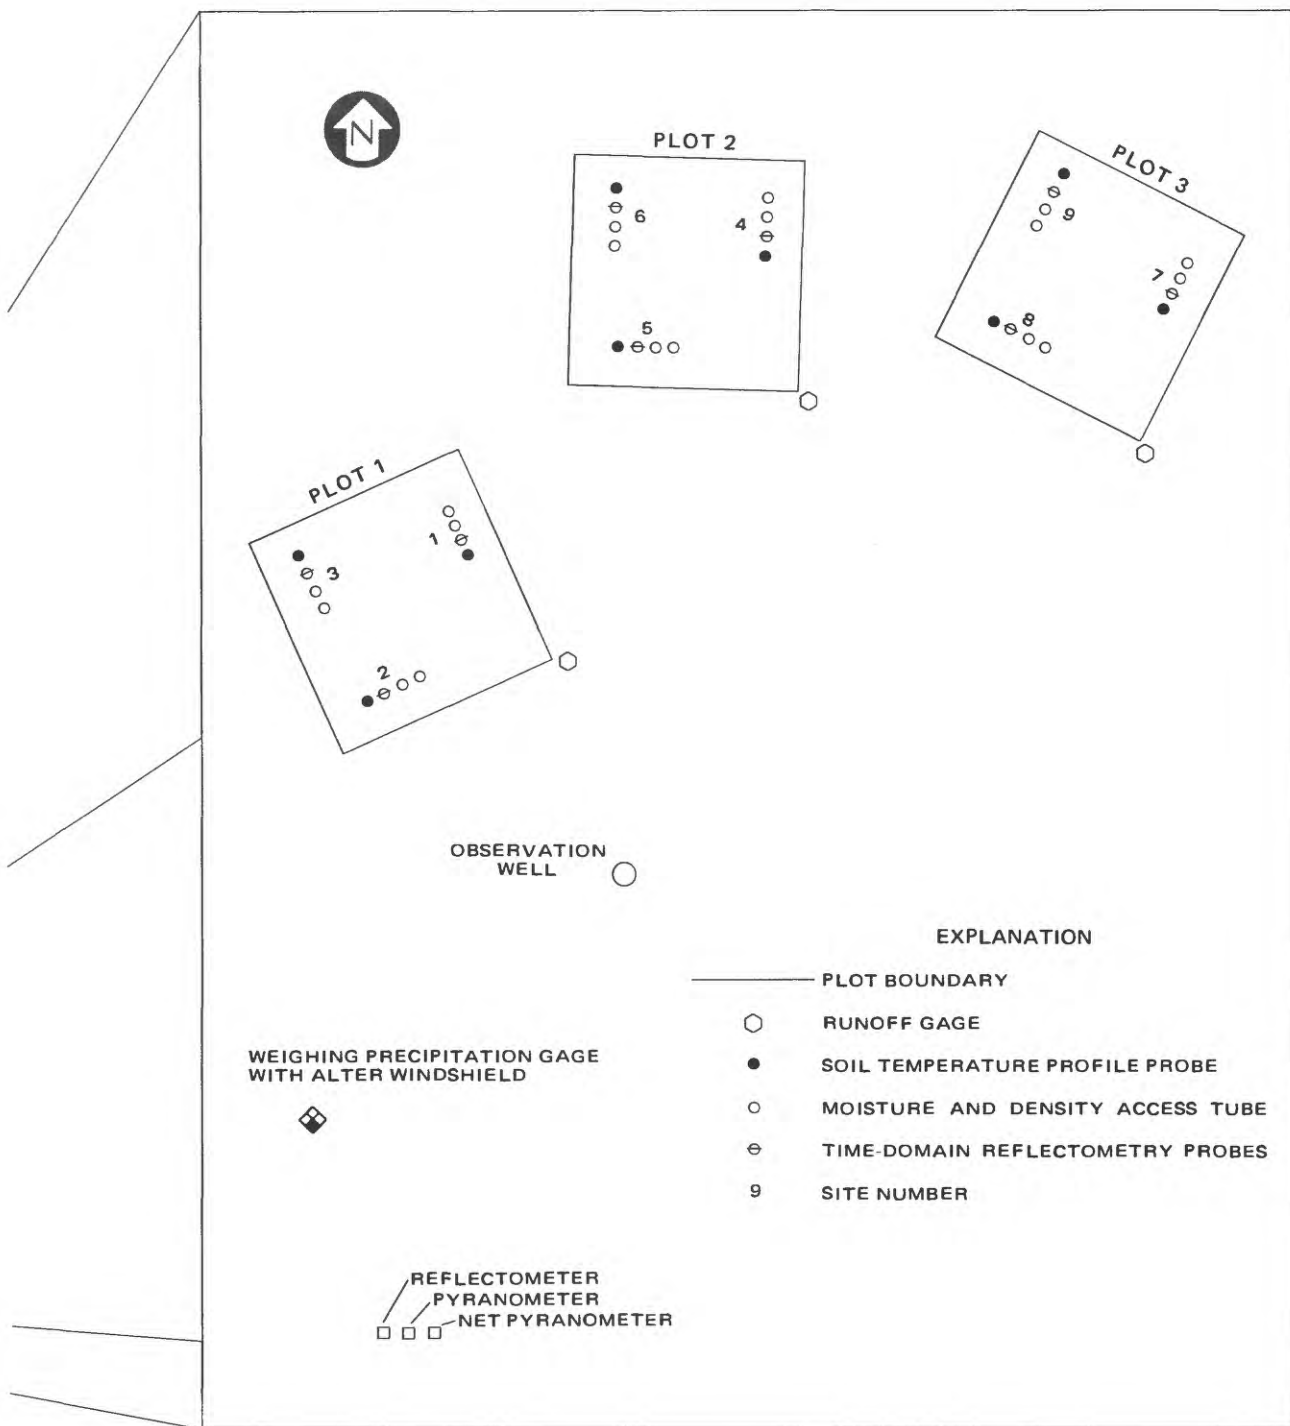 N
PLOT 2
PLOT 3
6
4
9
7
5
8
PLOT 1
1
3
2
OBSERVATION
WELL
EXPLANATION
PLOT BOUNDARY
RUNOFF GAGE
WEIGHING PRECIPITATION GAGE
WITH ALTER WINDSHIELD
SOIL TEMPERATURE PROFILE PROBE
MOISTURE AND DENSITY ACCESS TUBE
TIME-DOMAIN REFLECTOMETRY PROBES
9 SITE NUMBER
REFLECTOMETER
PYRANOMETER
NET PYRANOMETER